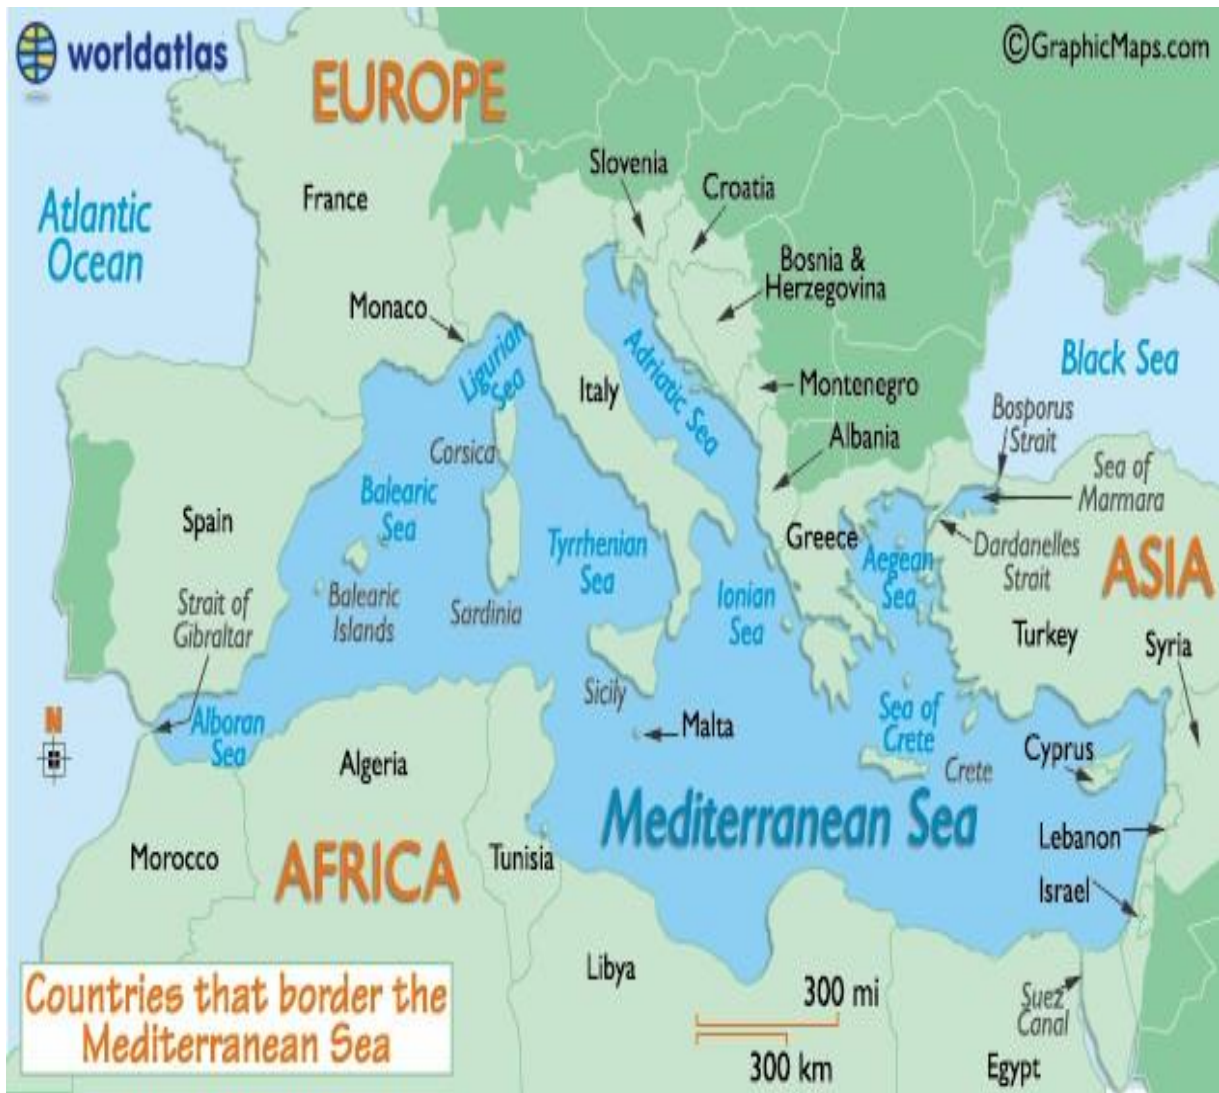 worldatlas
©GraphicMaps.com
EUROPE
Slovenia
Croatia
France
Atlantic
Ocean
Bosnia &
Herzegovina
Monaco
Ligurian
Sea
Adriatic Sea
Black Sea
Italy
Montenegro
Bosporus
Strait
Albania
Corsica
Sea of
Marmara
Balearic
Sea
Spain
Greece
Tyrrhenian
Sea
Aegean
Sea
Dardanelles
Strait
ASIA
Strait of
Gibraltar
Balearic
Islands
Sardinia
Ionian
Sea
Turkey
Syria
Sicily
N
Alboran
Sea
Malta
Sea of
Crete
Algeria
Crete
Cyprus
Mediterranean Sea
Lebanon
Morocco
AFRICA
Tunisia
Israel
Libya
Countries that border the
Mediterranean Sea
300 mi
300 km
Suez
Canal
Egypt